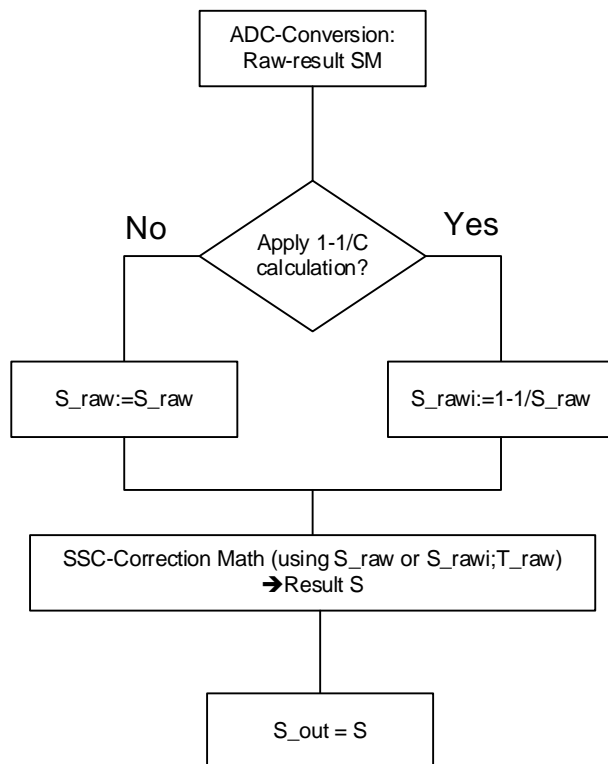 ADC-Conversion:
Raw-result SM
No
Yes
Apply 1-1/C
calculation?
S_raw:=S_raw
S_rawi:=1-1/S_raw
SSC-Correction Math (using S_raw or S_rawi;T_raw)
➔Result S
S_out = S